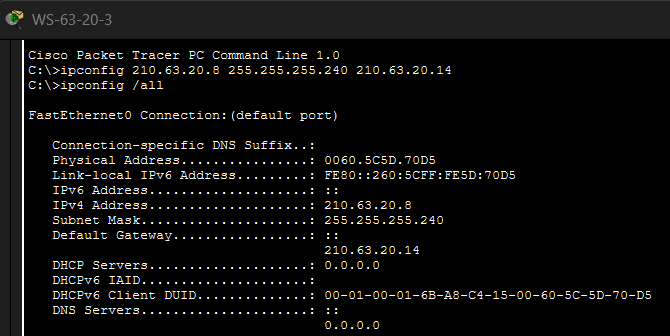 WS-63-20-3
Cisco Packet Tracer PC Command Line 1.0
C:\>ipconfig 210.63.20.8 255.255.255.240 210.63.20.14
C:\>ipconfig /all
FastEthernet0 Connection:(default port)
Connection-specific DNS Suffix..:
Physical Address................: 0060.5C5D.70D5
Link-local IPv6 Address.........: FE80::260:5CFF:FE5D:70D5
IPv6 Address....................: ::
IPv4 Address....................: 210.63.20.8
Subnet Mask.....................: 255.255.255.240
Default Gateway.................: ::
210.63.20.14
DHCP Servers....................: 0.0.0.0
DHCPv6 IAID.....................:
DHCPv6 Client DUID..............: 00-01-00-01-6B-A8-C4-15-00-60-5C-5D-70-D5
DNS Servers.....................: ::
0.0.0.0